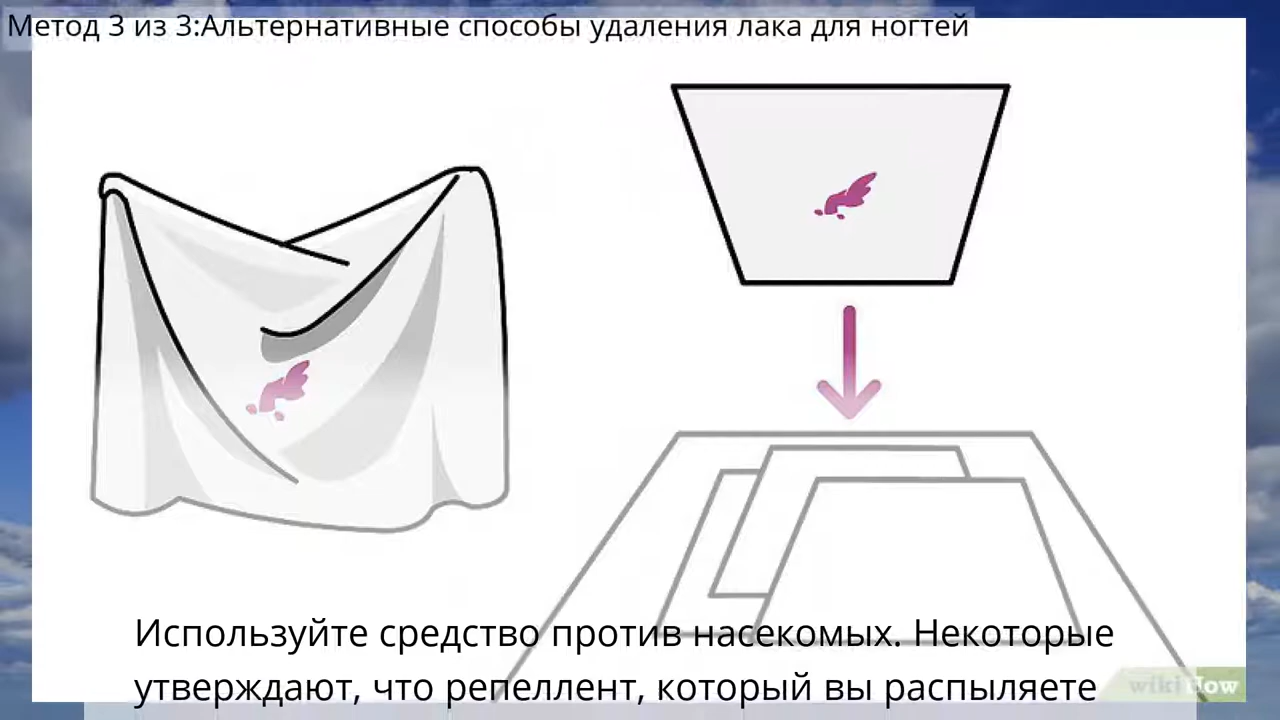 Метод 3 из 3:Альтернативные способы удаления лака для ногтей
Используйте средство против насекомых. Некоторые
утверждают, что репеллент, который вы распыляете
wikiHow